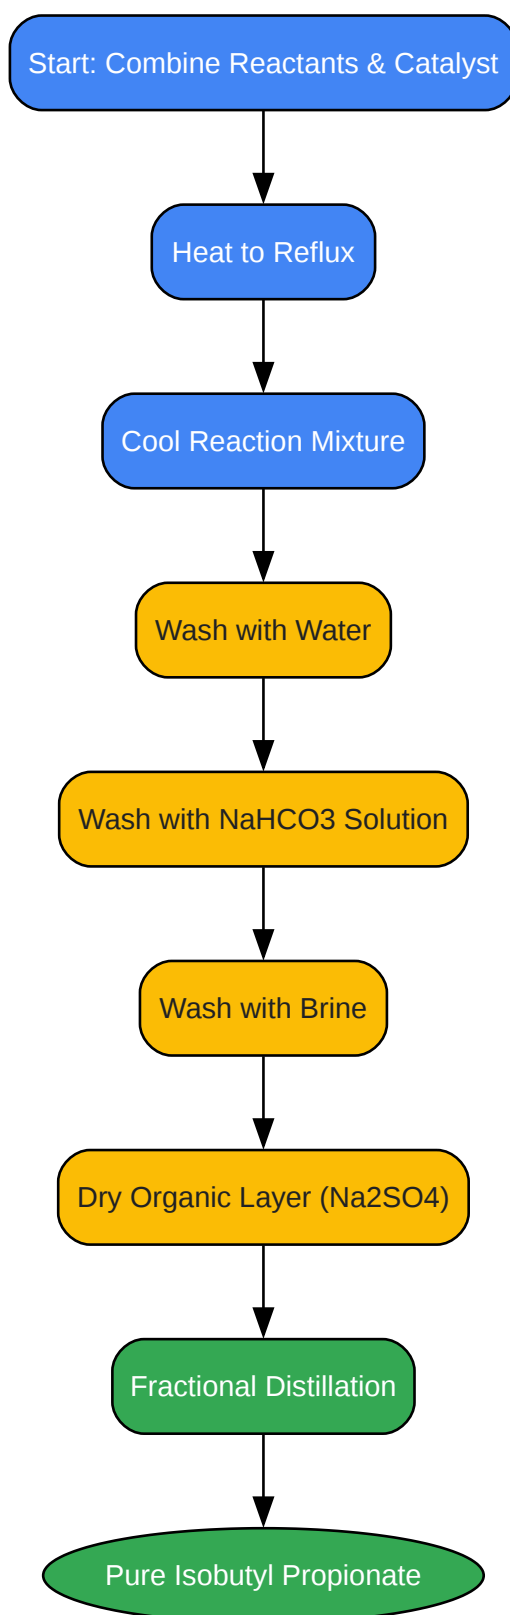 Start: Combine Reactants & Catalyst
Heat to Reflux
Cool Reaction Mixture
Wash with Water
Wash with NaHCO3 Solution
Wash with Brine
Dry Organic Layer (Na2SO4)
Fractional Distillation
Pure Isobutyl Propionate